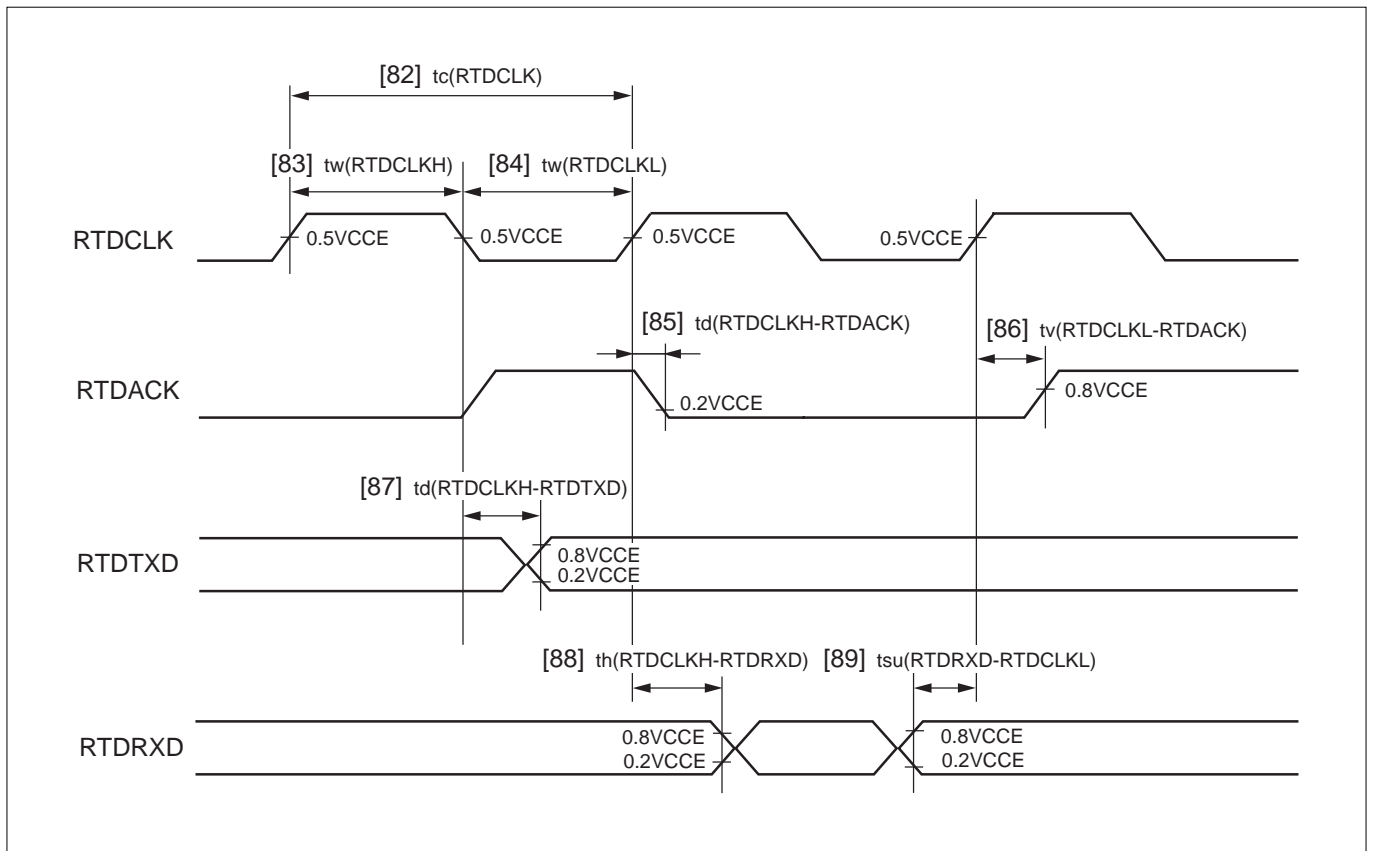 [82] tc(RTDCLK)
[83] tw(RTDCLKH) [84] tw(RTDCLKL)
RTDCLK 0.5VCCE 0.5VCCE 0.5VCCE 0.5VCCE
[85] td(RTDCLKH-RTDACK) [86] tv(RTDCLKL-RTDACK)
RTDACK 0.2VCCE 0.8VCCE
[87] td(RTDCLKH-RTDTXD)
RTDTXD 0.8VCCE
0.2VCCE
[88] th(RTDCLKH-RTDRXD) [89] tsu(RTDRXD-RTDCLKL)
RTDRXD 0.8VCCE 0.8VCCE
0.2VCCE 0.2VCCE